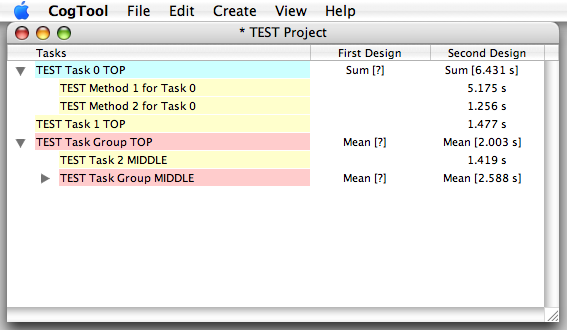 CogTool File Edit Create View Help
* TEST Project
Tasks First Design Second Design
TEST Task 0 TOP Sum [?] Sum [6.431 s]
TEST Method 1 for Task 0 5.175 s
TEST Method 2 for Task 0 1.256 s
TEST Task 1 TOP 1.477 s
TEST Task Group TOP Mean [?] Mean [2.003 s]
TEST Task 2 MIDDLE 1.419 s
TEST Task Group MIDDLE Mean [?] Mean [2.588 s]